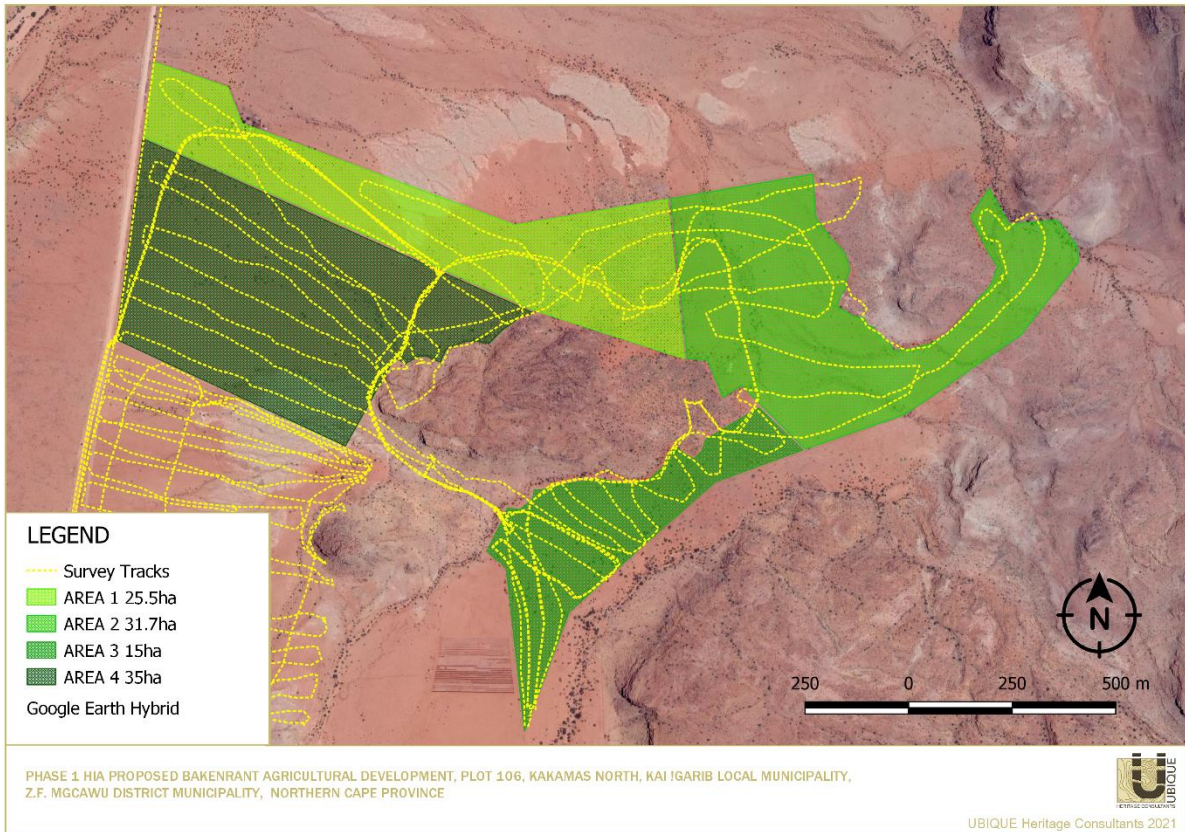 LEGEND
Survey Tracks
AREA 1 25.5ha
AREA 2 31.7ha
AREA 3 15ha
AREA 4 35ha
Google Earth Hybrid
N
250 0 250 500 m
PHASE 1 HIA PROPOSED BAKENRANT AGRICULTURAL DEVELOPMENT, PLOT 106, KAKAMAS NORTH, KAI !GARIB LOCAL MUNICIPALITY,
Z.F. MGCAWU DISTRICT MUNICIPALITY, NORTHERN CAPE PROVINCE
UBIQUE
HERITAGE CONSULTANTS
UBIQUE Heritage Consultants 2021